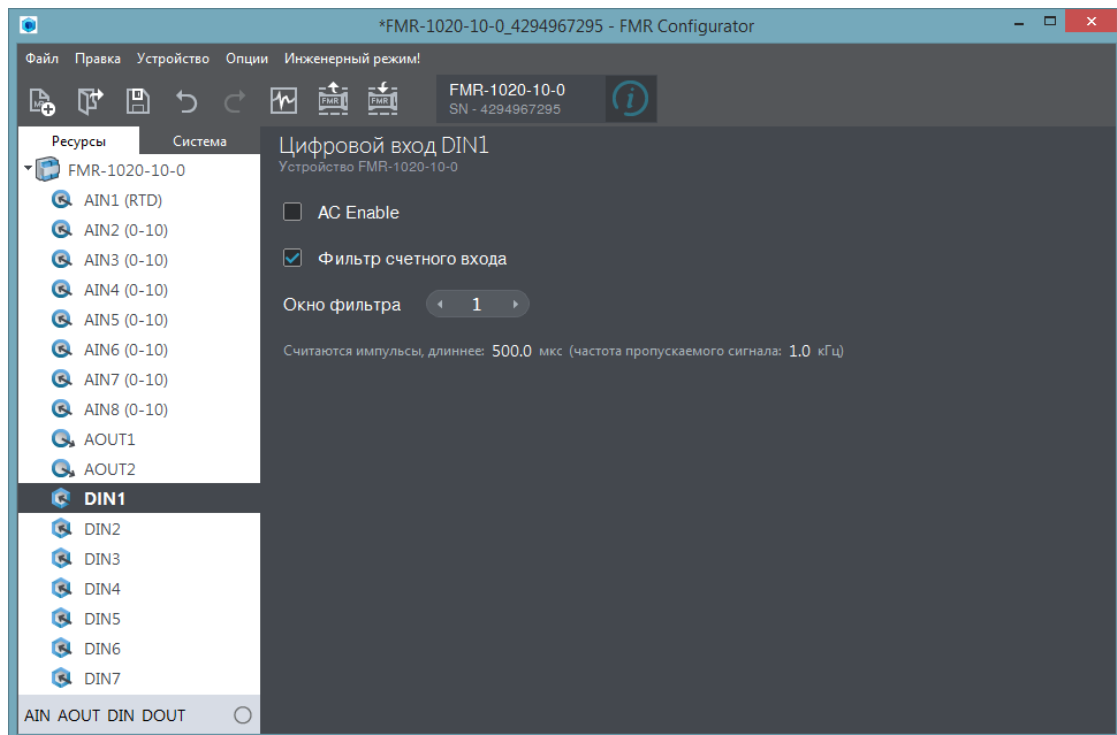 *FMR-1020-10-0_4294967295 - FMR Configurator
Файл Правка Устройство Опции Инженерный режим!
FMR-1020-10-0
SN - 4294967295
Ресурсы Система
FMR-1020-10-0
AIN1 (RTD)
AIN2 (0-10)
AIN3 (0-10)
AIN4 (0-10)
AIN5 (0-10)
AIN6 (0-10)
AIN7 (0-10)
AIN8 (0-10)
AOUT1
AOUT2
DIN1
DIN2
DIN3
DIN4
DIN5
DIN6
DIN7
AIN AOUT DIN DOUT
Цифровой вход DIN1
Устройство FMR-1020-10-0
AC Enable
Фильтр счетного входа
Окно фильтра 1
Считаются импульсы, длиннее: 500.0 мкс (частота пропускаемого сигнала: 1.0 кГц)